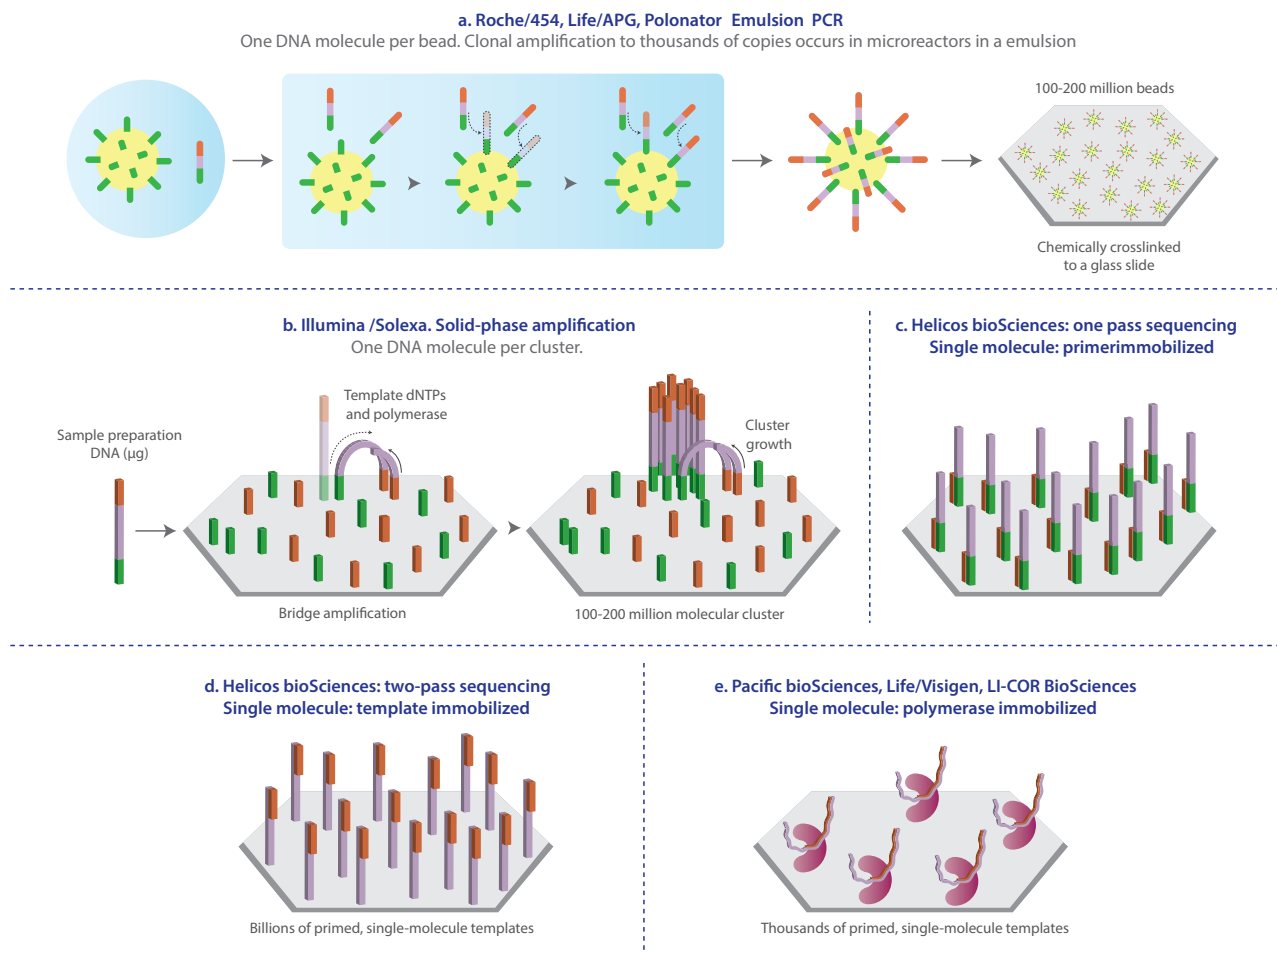 a. Roche/454, Life/APG, Polonator Emulsion PCR
One DNA molecule per bead. Clonal amplification to thousands of copies occurs in microreactors in a emulsion
100-200 million beads
Chemically crosslinked
to a glass slide
b. Illumina /Solexa. Solid-phase amplification
One DNA molecule per cluster.
Sample preparation
DNA (µg)
Template dNTPs
and polymerase
Bridge amplification
Cluster
growth
100-200 million molecular cluster
c. Helicos bioSciences: one pass sequencing
Single molecule: primerimmobilized
d. Helicos bioSciences: two-pass sequencing
Single molecule: template immobilized
Billions of primed, single-molecule templates
e. Pacific bioSciences, Life/Visigen, LI-COR BioSciences
Single molecule: polymerase immobilized
Thousands of primed, single-molecule templates